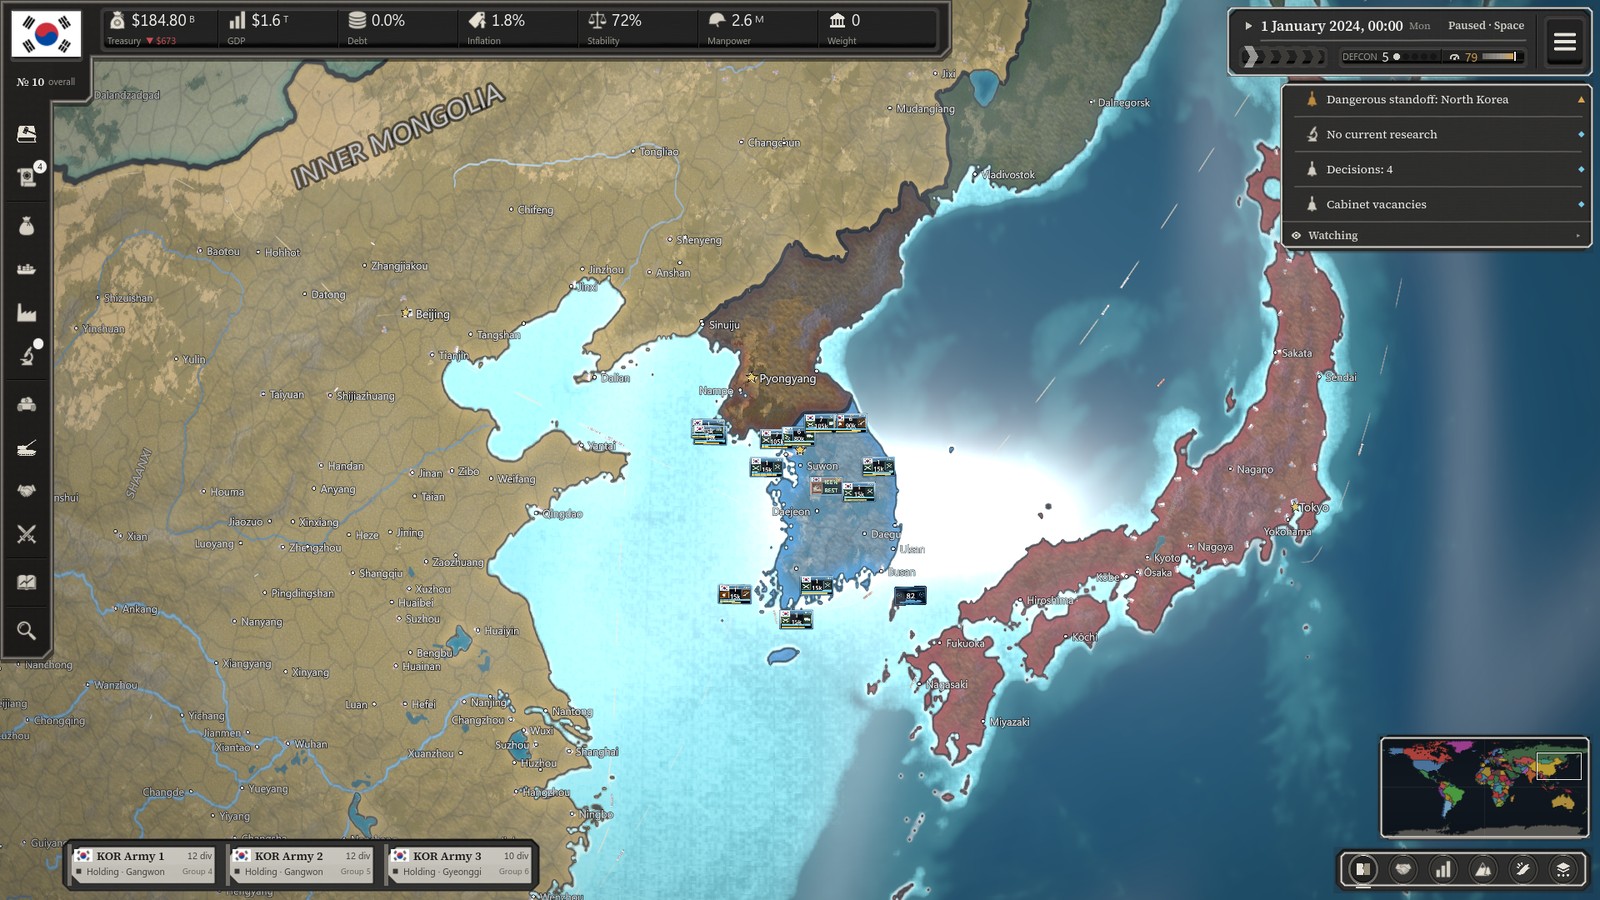 $184.80 B
Treasury ▼ $673
$1.6 T
GDP
0.0%
Debt
1.8%
Inflation
72%
Stability
2.6 M
Manpower
0
Weight
1 January 2024, 00:00 Mon
Paused · Space
DEFCON 5
79
№ 10 overall
4
Dangerous standoff: North Korea
No current research
Decisions: 4
Cabinet vacancies
Watching
INNER MONGOLIA
SHAANXI
Dalandzadgad
Jixi
Mudangiang
Dalnegorsk
Changchun
Tongliao
Vladivostok
Chifeng
Shenyeng
Baotou
Hohhot
Zhangjiakou
Jinzhou
Anshan
Jinxi
Shizuishan
Datong
Beijing
Sinuiju
Yinchuan
Tangshan
Tianjin
Yulin
Dalian
Pyongyang
Nampo
Sakata
Sendai
Taiyuan
Shijiazhuang
Yantai
Suwon
Nagano
Handan
Jinan
Zibo
Weifang
Anyang
Taian
Houma
Daejeon
Qingdao
Tokyo
Jiaozuo
Xinxiang
Xian
Luoyang
Zhengzhou
Heze
Jining
Daegu
Yokohama
Ulsan
Nagoya
Kyoto
Zaozhuang
Shangqiu
Busan
Kobe
Osaka
Pingdingshan
Xuzhou
Huaibei
Hiroshima
Ankang
Nanyang
Suzhou
Huaiyin
Kōchi
Fukuoka
Bengbu
Huainan
Nanchong
Xiangyang
Xinyang
Wanzhou
Nagasaki
Luan
Hefei
Nanjing
Nantong
Yichang
Changzhou
Miyazaki
Chongqing
Jianmen
Xiantao
Wuhan
Wuxi
Suzhou
Shanghai
Xuanzhou
Huzhou
Changde
Yueyang
Hangzhou
Yiyang
Ningbo
82
KOR Army 1
12 div
Holding · Gangwon
Group 4
KOR Army 2
12 div
Holding · Gangwon
Group 5
KOR Army 3
10 div
Holding · Gyeonggi
Group 6